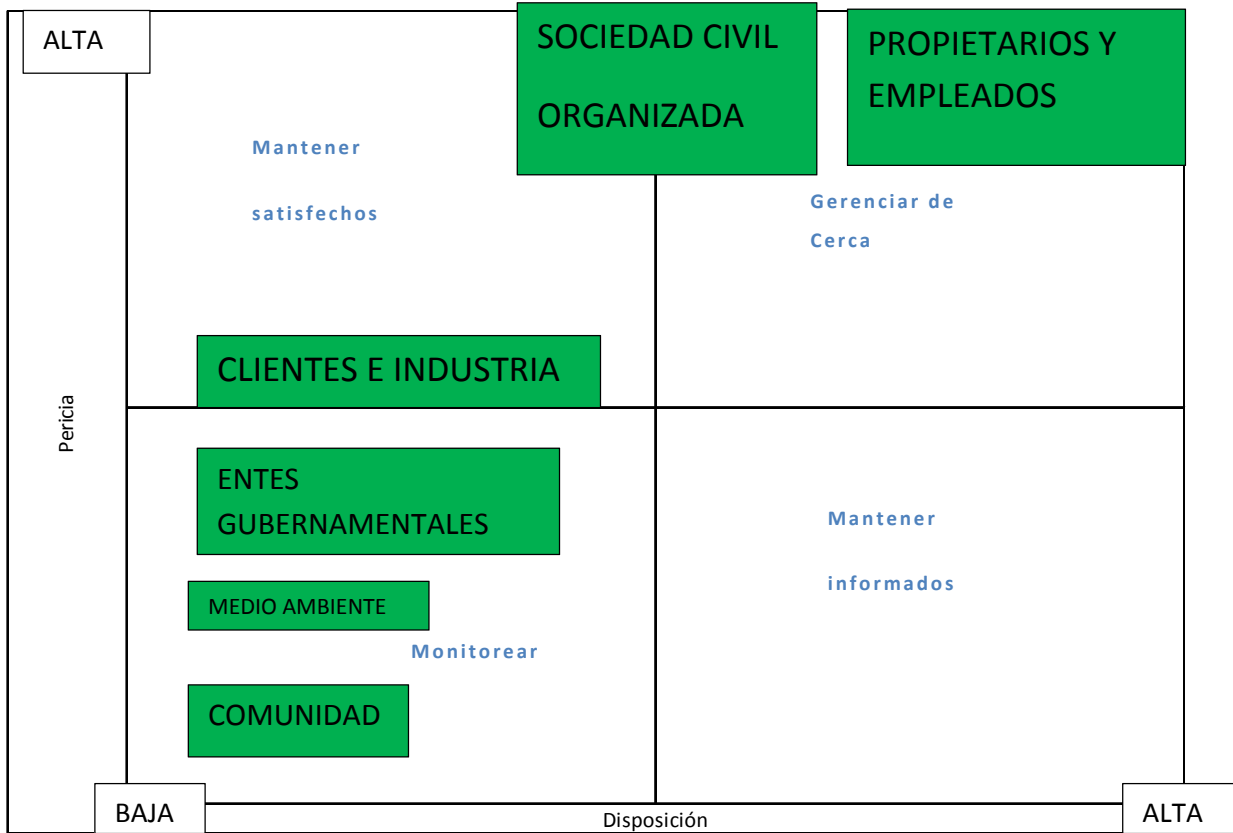 ALTA
SOCIEDAD CIVIL
ORGANIZADA
PROPIETARIOS Y
EMPLEADOS
Mantener
satisfechos
Gerenciar de
Cerca
CLIENTES E INDUSTRIA
Pericia
ENTES
GUBERNAMENTALES
Mantener
informados
MEDIO AMBIENTE
Monitorear
COMUNIDAD
BAJA
Disposición
ALTA